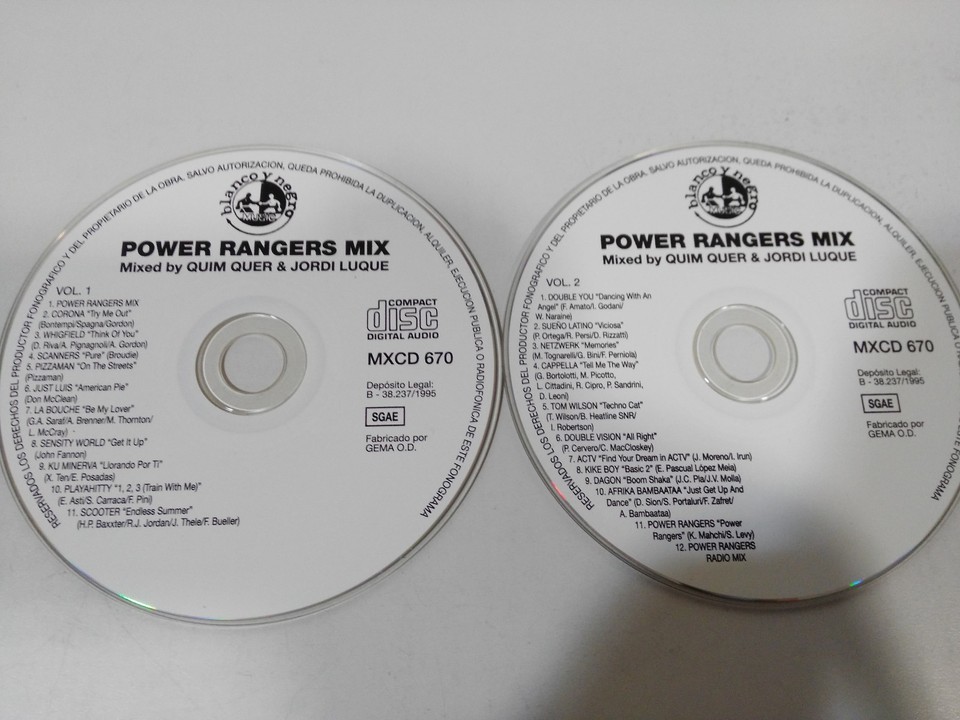 RESERVADOS LOS DERECHOS DEL PRODUCTOR FONOGRAFICO Y DEL PROPIETARIO DE LA OBRA. SALVO AUTORIZACION, QUEDA PROHIBIDA LA DUPLICACION, ALQUILER, EJECUCION PUBLICA O RADIOFONICA DE ESTE FONOGRAMA
blanco y negro
MUSIC
POWER RANGERS MIX
Mixed by QUIM QUER & JORDI LUQUE
VOL. 1
1. POWER RANGERS MIX
2. CORONA "Try Me Out"
(Bontempi/Spagna/Gordon)
3. WHIGFIELD "Think Of You"
(D. Riva/A. Pignagnoli/A. Gordon)
4. SCANNERS "Pure" (Broudie)
5. PIZZAMAN "On The Streets"
(Pizzaman)
6. JUST LUIS "American Pie"
(Don McClean)
7. LA BOUCHE "Be My Lover"
(G.A. Saraf/A. Brenner/M. Thornton/
L. McCray)
8. SENSITY WORLD "Get It Up"
(John Fannon)
9. KU MINERVA "Llorando Por Ti"
(X. Ten/E. Posadas)
10. PLAYAHITTY "1, 2, 3 (Train With Me)"
(E. Asti/S. Carraca/F. Pini)
11. SCOOTER "Endless Summer"
(H.P. Baxxter/R.J. Jordan/J. Thele/F. Bueller)
COMPACT
disc
DIGITAL AUDIO
MXCD 670
Depósito Legal:
B - 38.237/1995
SGAE
Fabricado por
GEMA O.D.
RESERVADOS LOS DERECHOS DEL PRODUCTOR FONOGRAFICO Y DEL PROPIETARIO DE LA OBRA. SALVO AUTORIZACION, QUEDA PROHIBIDA LA DUPLICACION, ALQUILER, EJECUCION PUBLICA FONOGRAMA
blanco y negro
MUSIC
POWER RANGERS MIX
Mixed by QUIM QUER & JORDI LUQUE
VOL. 2
1. DOUBLE YOU "Dancing With An
Angel" (F. Amato/I. Godani/
W. Naraine)
2. SUEÑO LATINO "Viciosa"
(P. Ortega/R. Persi/D. Rizzatti)
3. NETZWERK "Memories"
(M. Tognarelli/G. Bini/F. Perniola)
4. CAPPELLA "Tell Me The Way"
(G. Bortolotti, M. Picotto,
L. Cittadini, R. Cipro, P. Sandrini,
D. Leoni)
5. TOM WILSON "Techno Cat"
(T. Wilson/B. Heatline SNR/
I. Robertson)
6. DOUBLE VISION "All Right"
(P. Cervero/C. MacCloskey)
7. ACTV "Find Your Dream in ACTV" (J. Moreno/I. Irun)
8. KIKE BOY "Basic 2" (E. Pascual López Meia)
9. DAGON "Boom Shaka" (J.C. Pla/J.V. Molla)
10. AFRIKA BAMBAATAA "Just Get Up And
Dance" (D. Sion/S. Portaluri/F. Zafret/
A. Bambaataa)
11. POWER RANGERS "Power
Rangers" (K. Mahchi/S. Levy)
12. POWER RANGERS
RADIO MIX
COMPACT
disc
DIGITAL AUDIO
MXCD 670
Depósito Legal:
B - 38.237/1995
SGAE
Fabricado por
GEMA O.D.